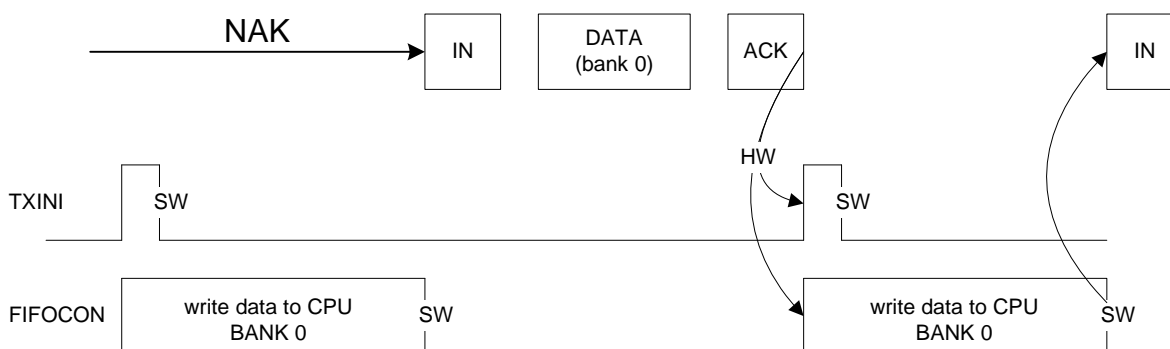 NAK
IN
DATA
(bank 0)
ACK
IN
HW
TXINI
SW
SW
FIFOCON
write data to CPU
BANK 0
SW
write data to CPU
BANK 0
SW